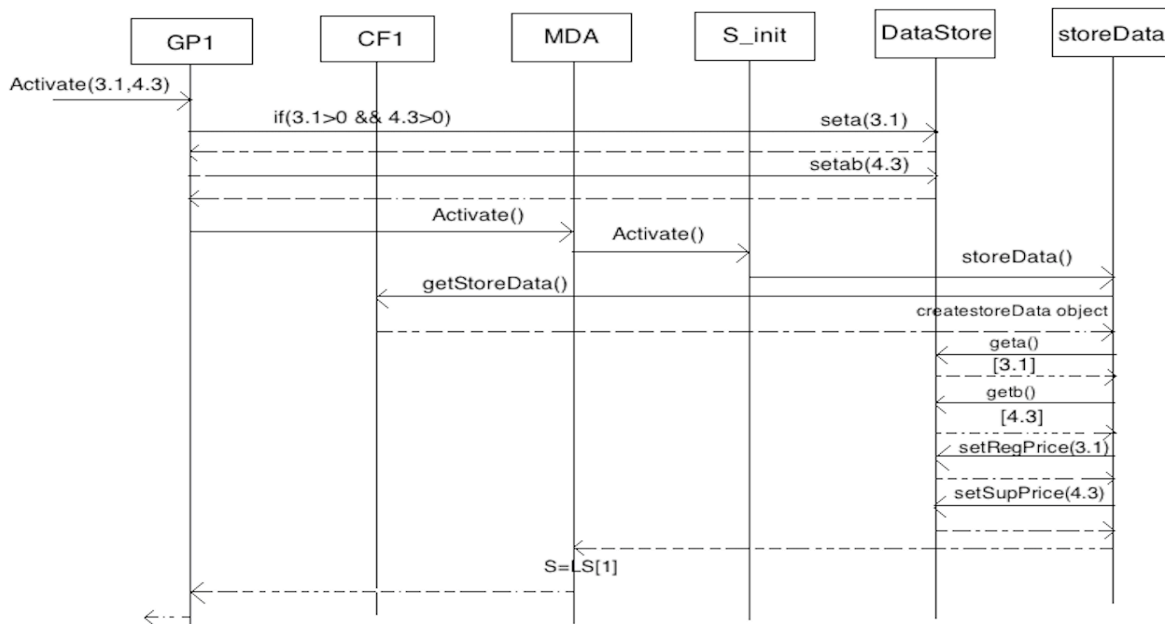 GP1
CF1
MDA
S_init
DataStore
storeData
Activate(3.1,4.3)
if(3.1>0 && 4.3>0)
seta(3.1)
setab(4.3)
Activate()
Activate()
storeData()
getStoreData()
createstoreData object
geta()
[3.1]
getb()
[4.3]
setRegPrice(3.1)
setSupPrice(4.3)
S=LS[1]